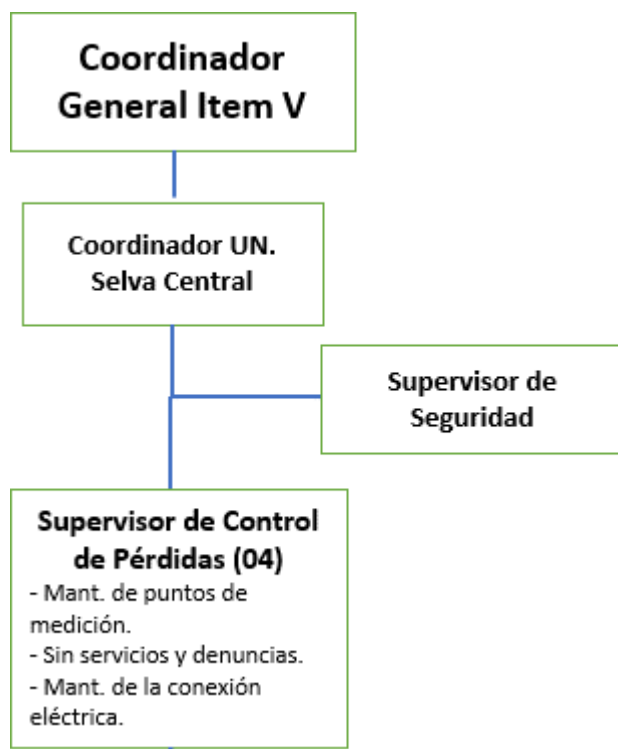 Coordinador
General Item V
Coordinador UN.
Selva Central
Supervisor de
Seguridad
Supervisor de Control
de Pérdidas (04)
- Mant. de puntos de
medición.
- Sin servicios y denuncias.
- Mant. de la conexión
eléctrica.